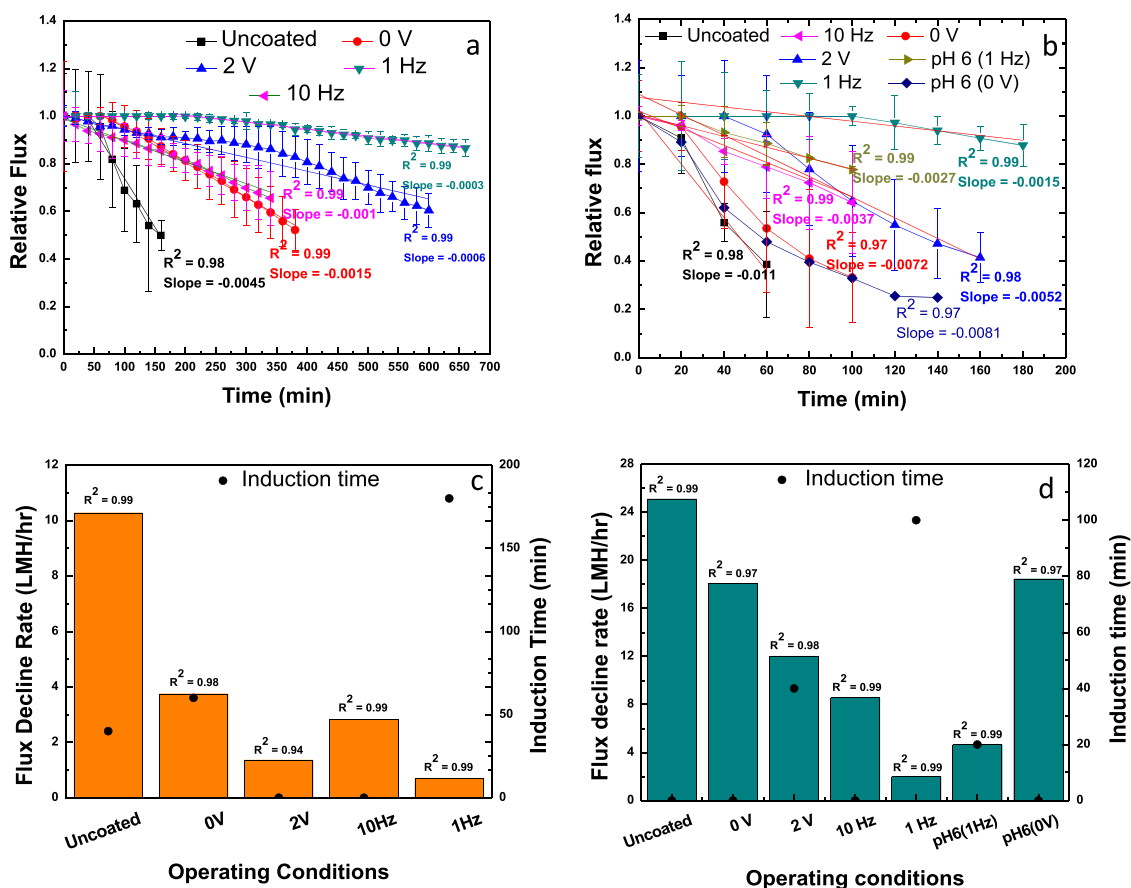 a
Uncoated 0 V
2 V 1 Hz
10 Hz
1.4
1.2
1.0
0.8
0.6
0.4
0.2
0.0
Relative Flux
R2 = 0.99
Slope = -0.0003
R2 = 0.99
Slope = -0.001
R2 = 0.99
Slope = -0.0006
R2 = 0.99
Slope = -0.0015
R2 = 0.98
Slope = -0.0045
0 50 100 150 200 250 300 350 400 450 500 550 600 650 700
Time (min)
b
Uncoated 10 Hz 0 V
2 V pH 6 (1 Hz)
1 Hz pH 6 (0 V)
1.4
1.2
1.0
0.8
0.6
0.4
0.2
0.0
Relative flux
R2 = 0.99
Slope = -0.0027
R2 = 0.99
Slope = -0.0015
R2 = 0.99
Slope = -0.0037
R2 = 0.98
Slope = -0.011
R2 = 0.97
Slope = -0.0072
R2 = 0.98
Slope = -0.0052
R2 = 0.97
Slope = -0.0081
0 20 40 60 80 100 120 140 160 180 200
Time (min)
c
Induction time
12
10
8
6
4
2
0
Flux Decline Rate (LMH/hr)
R2 = 0.99
R2 = 0.98
R2 = 0.94
R2 = 0.99
R2 = 0.99
200
150
100
50
0
Induction Time (min)
Uncoated 0V 2V 10Hz 1Hz
Operating Conditions
d
Induction time
28
24
20
16
12
8
4
0
Flux decline rate (LMH/hr)
R2 = 0.99
R2 = 0.97
R2 = 0.98
R2 = 0.99
R2 = 0.99
R2 = 0.99
R2 = 0.97
120
100
80
60
40
20
0
Induction time (min)
Uncoated 0 V 2 V 10 Hz 1 Hz pH6(1Hz) pH6(0V)
Operating conditions